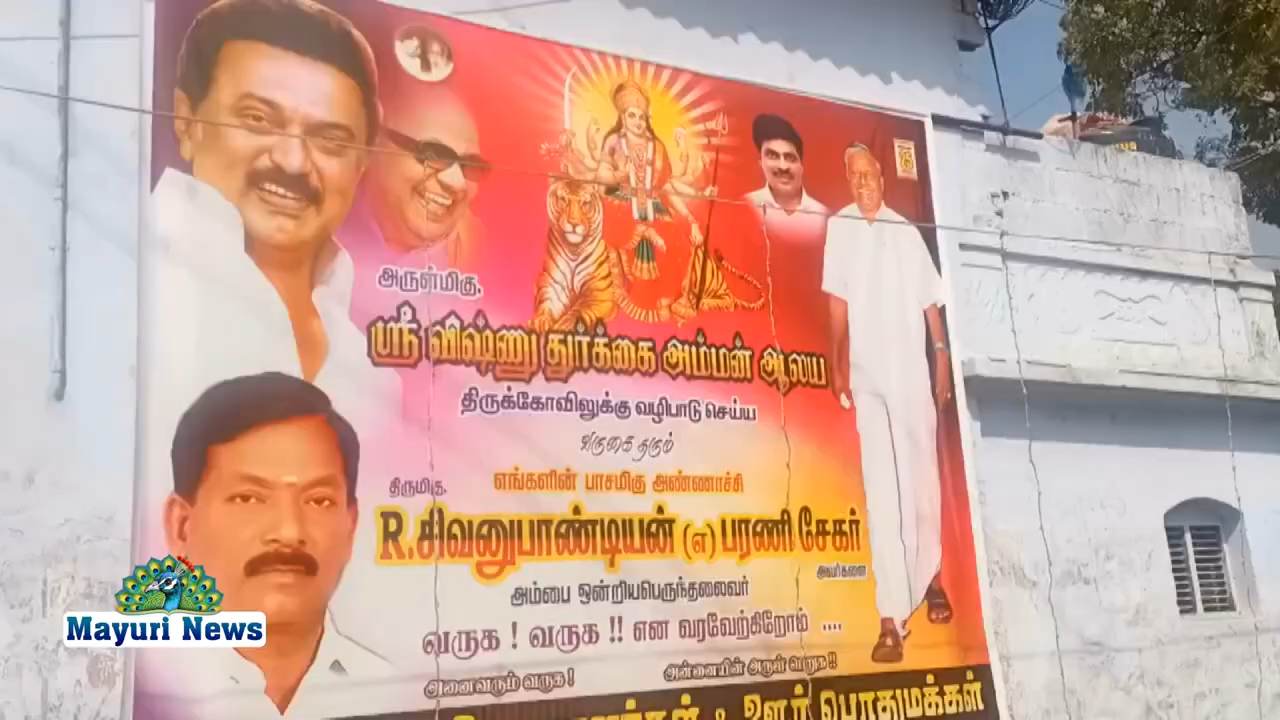 அருள்மிகு.
ஸ்ரீ விஷ்ணு துர்க்கை அம்மன் ஆலய
திருக்கோவிலுக்கு வழிபாடு செய்ய
வருகை தரும்
எங்களின் பாசமிகு அண்ணாச்சி
திருமிகு.
R.சிவனுபாண்டியன் (எ) பரணி சேகர்
அவர்களை
அம்பை ஒன்றியபெருந்தலைவர்
வருக ! வருக !! என வரவேற்கிறோம் ....
அனைவரும் வருக ! அன்னையின் அருள் பெறுக !!
& ஊர் பொதுமக்கள்
Mayuri News